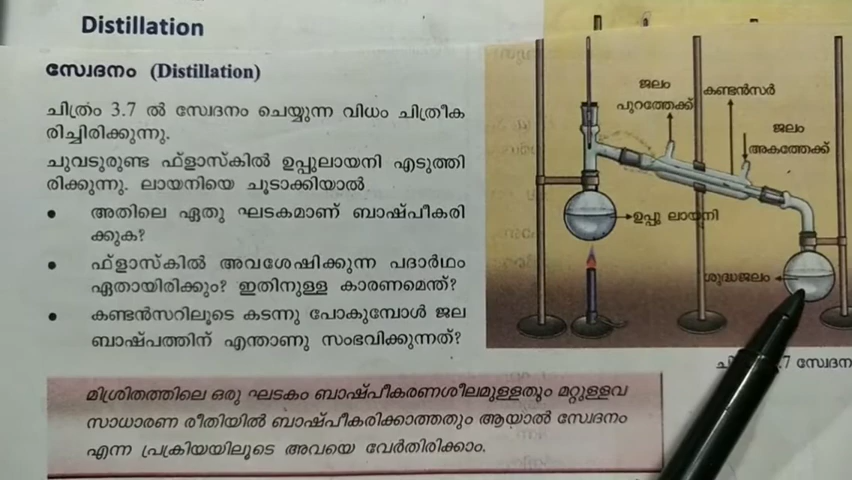 Distillation
സ്വേദനം (Distillation)
ചിത്രം 3.7 ൽ സ്വേദനം ചെയ്യുന്ന വിധം ചിത്രീക
രിച്ചിരിക്കുന്നു.
ചുവടുരുണ്ട ഫ്ളാസ്കിൽ ഉപ്പുലായനി എടുത്തി
രിക്കുന്നു. ലായനിയെ ചൂടാക്കിയാൽ
• അതിലെ ഏതു ഘടകമാണ് ബാഷ്പീകരി
ക്കുക?
• ഫ്ളാസ്കിൽ അവശേഷിക്കുന്ന പദാർഥം
ഏതായിരിക്കും? ഇതിനുള്ള കാരണമെന്ത്?
• കണ്ടൻസറിലൂടെ കടന്നു പോകുമ്പോൾ ജല
ബാഷ്പത്തിന് എന്താണു സംഭവിക്കുന്നത്?
മിശ്രിതത്തിലെ ഒരു ഘടകം ബാഷ്പീകരണശീലമുള്ളതും മറ്റുള്ളവ
സാധാരണ രീതിയിൽ ബാഷ്പീകരിക്കാത്തതും ആയാൽ സ്വേദനം
എന്ന പ്രക്രിയയിലൂടെ അവയെ വേർതിരിക്കാം.
ജലം
പുറത്തേക്ക്
കണ്ടൻസർ
ജലം
അകത്തേക്ക്
ഉപ്പു ലായനി
ശുദ്ധജലം
7 സ്വേദന